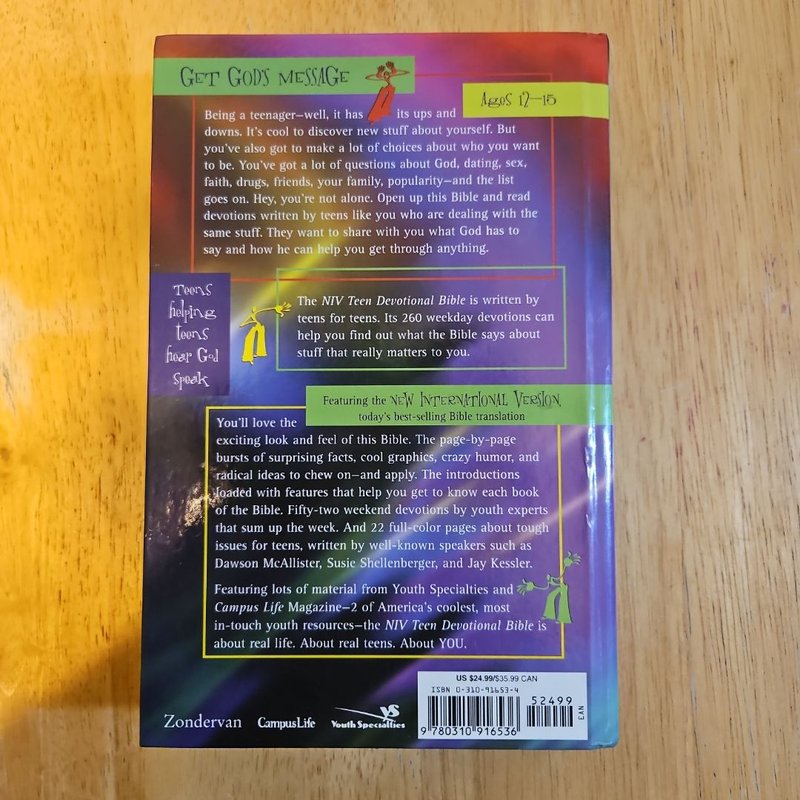 GET GOD'S MESSAGE
Ages 12—15
Being a teenager—well, it has its ups and
downs. It's cool to discover new stuff about yourself. But
you've also got to make a lot of choices about who you want
to be. You've got a lot of questions about God, dating, sex,
faith, drugs, friends, your family, popularity—and the list
goes on. Hey, you're not alone. Open up this Bible and read
devotions written by teens like you who are dealing with the
same stuff. They want to share with you what God has to
say and how he can help you get through anything.
Teens
helping
teens
hear God
speak
The NIV Teen Devotional Bible is written by
teens for teens. Its 260 weekday devotions can
help you find out what the Bible says about
stuff that really matters to you.
Featuring the NEW INTERNATIONAL VERSION,
today's best-selling Bible translation
You'll love the
exciting look and feel of this Bible. The page-by-page
bursts of surprising facts, cool graphics, crazy humor, and
radical ideas to chew on—and apply. The introductions
loaded with features that help you get to know each book
of the Bible. Fifty-two weekend devotions by youth experts
that sum up the week. And 22 full-color pages about tough
issues for teens, written by well-known speakers such as
Dawson McAllister, Susie Shellenberger, and Jay Kessler.
Featuring lots of material from Youth Specialties and
Campus Life Magazine—2 of America's coolest, most
in-touch youth resources—the NIV Teen Devotional Bible is
about real life. About real teens. About YOU.
US $24.99/$35.99 CAN
ISBN 0-310-91653-4
52499
EAN
9 780310 916536
Zondervan
CampusLife
YS
Youth Specialties